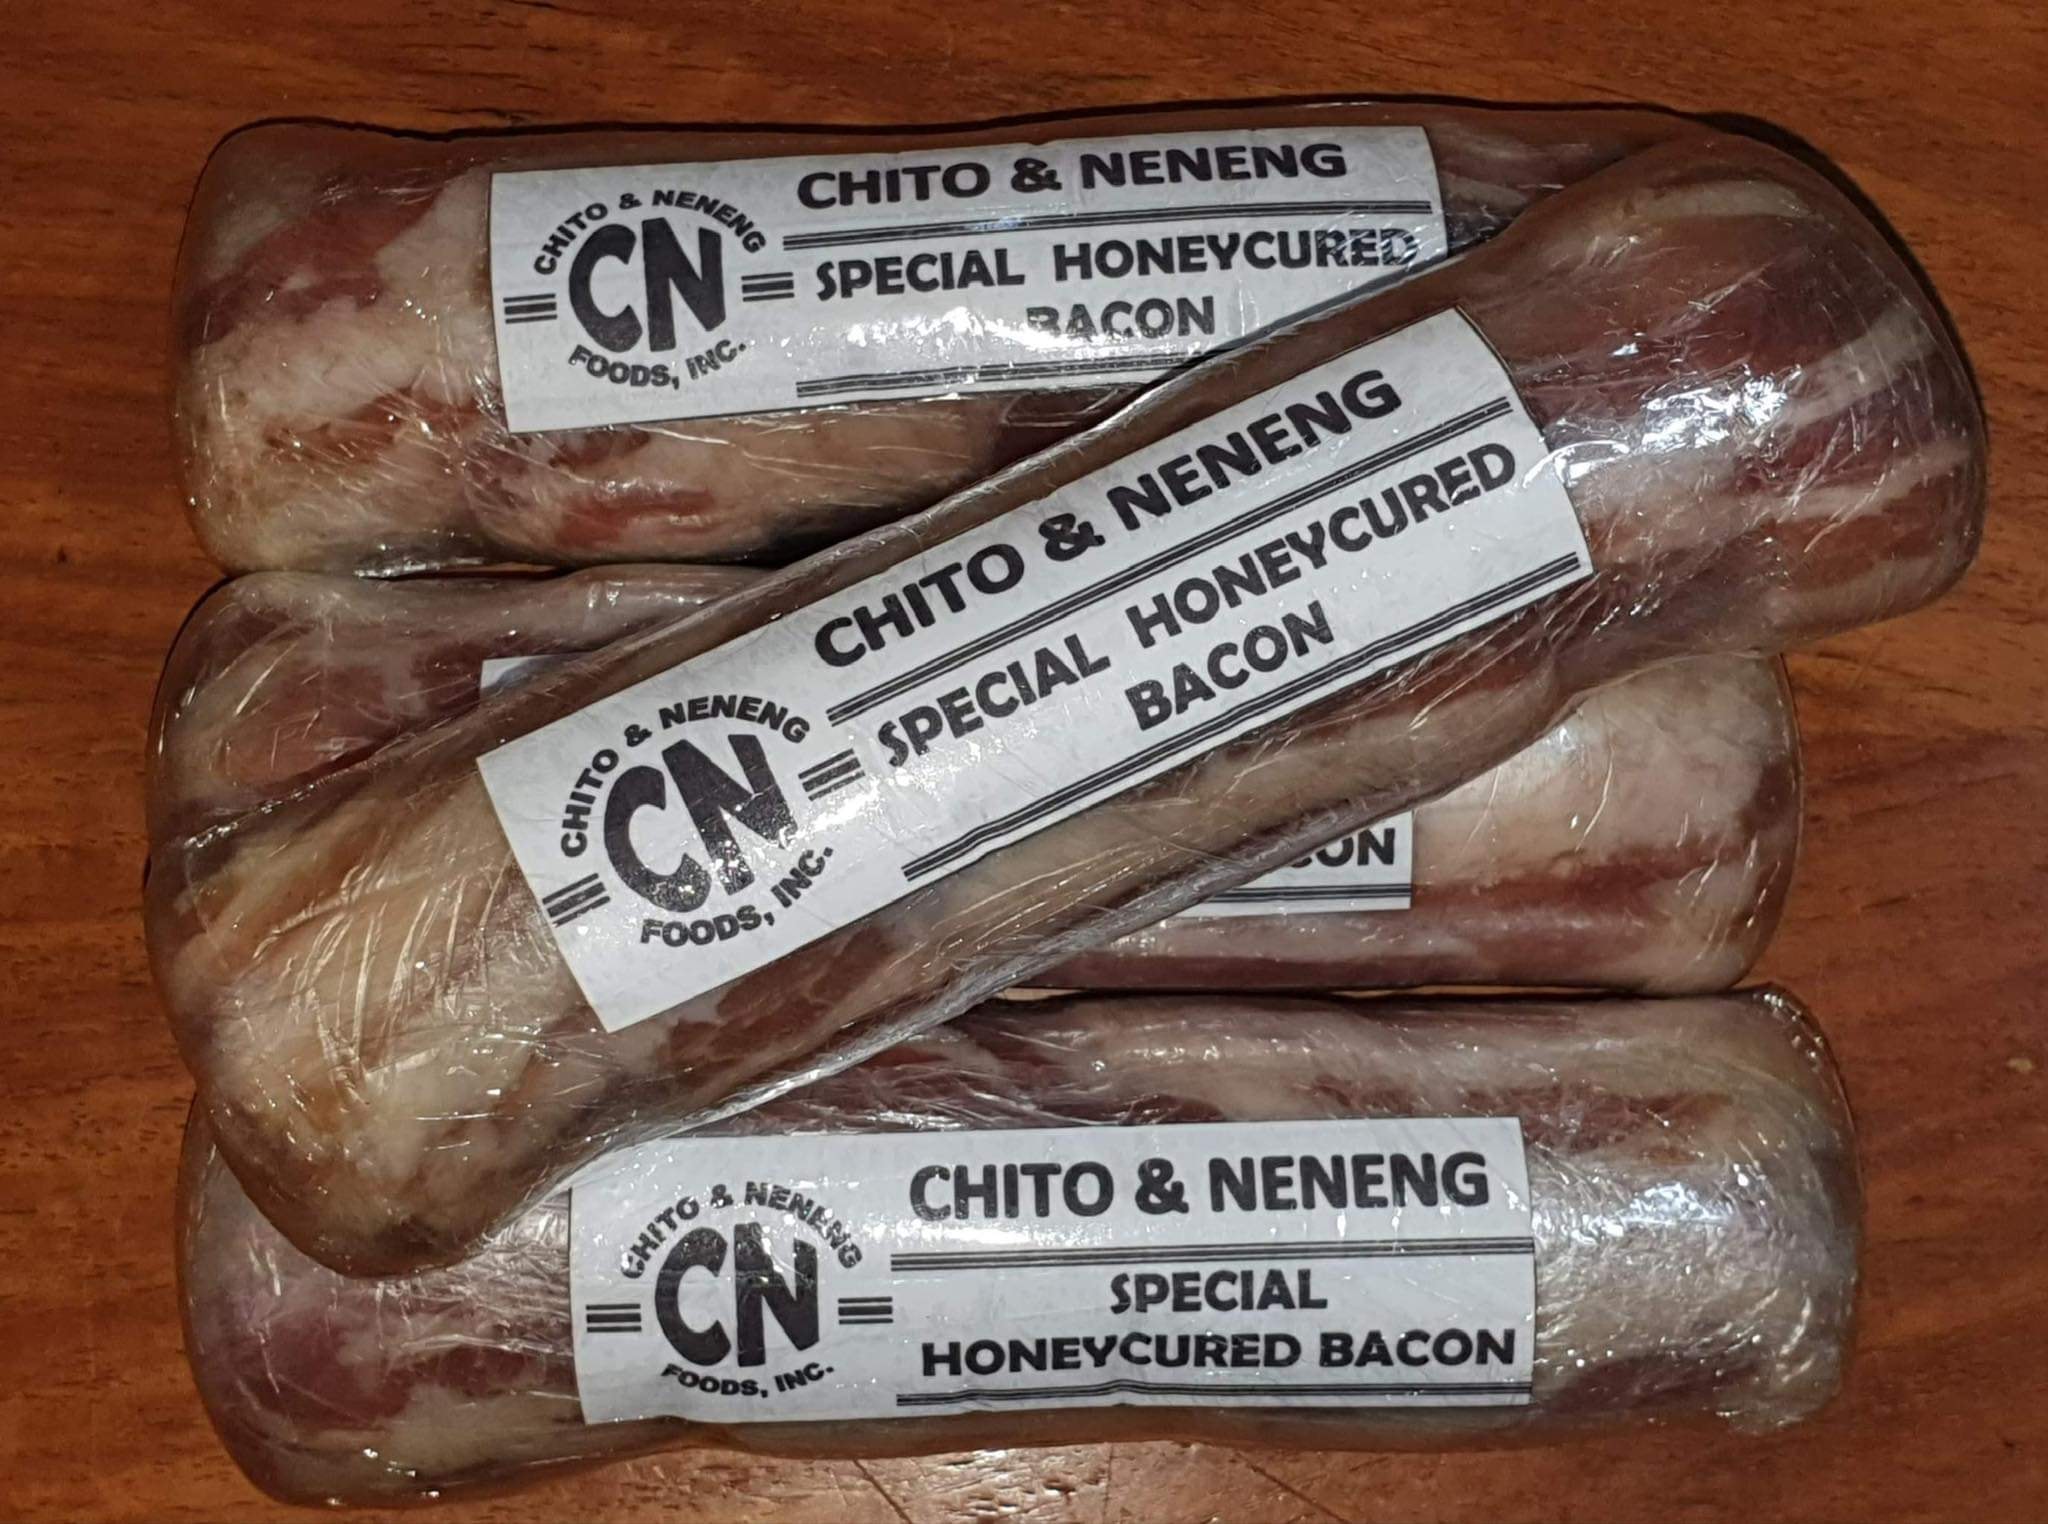 CHITO & NENENG
CN
FOODS, INC.
CHITO & NENENG
SPECIAL HONEYCURED
BACON
CHITO & NENENG
CN
FOODS, INC.
CHITO & NENENG
SPECIAL HONEYCURED
BACON
CHITO & NENENG
CN
FOODS, INC.
CHITO & NENENG
SPECIAL
HONEYCURED BACON